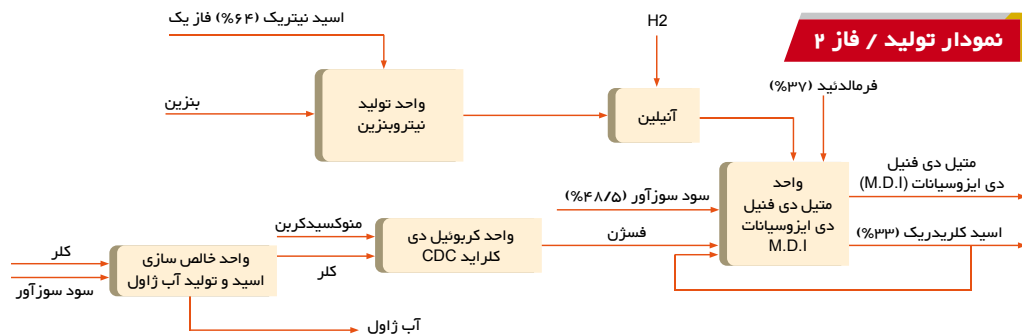 نمودار تولید / فاز ۲
اسید نیتریک (%۶۴) فاز یک
H2
فرمالدئید (%۳۷)
بنزین
واحد تولید
نیتروبنزین
آنیلین
واحد
متیل دی فنیل
دی ایزوسیانات
M.D.I
متیل دی فنیل
دی ایزوسیانات (M.D.I)
سود سوزآور (%۴۸/۵)
اسید کلریدریک (%۳۳)
فسژن
منوکسیدکربن
واحد کربوئیل دی
کلراید CDC
کلر
کلر
سود سوزآور
واحد خالص سازی
اسید و تولید آب ژاول
آب ژاول